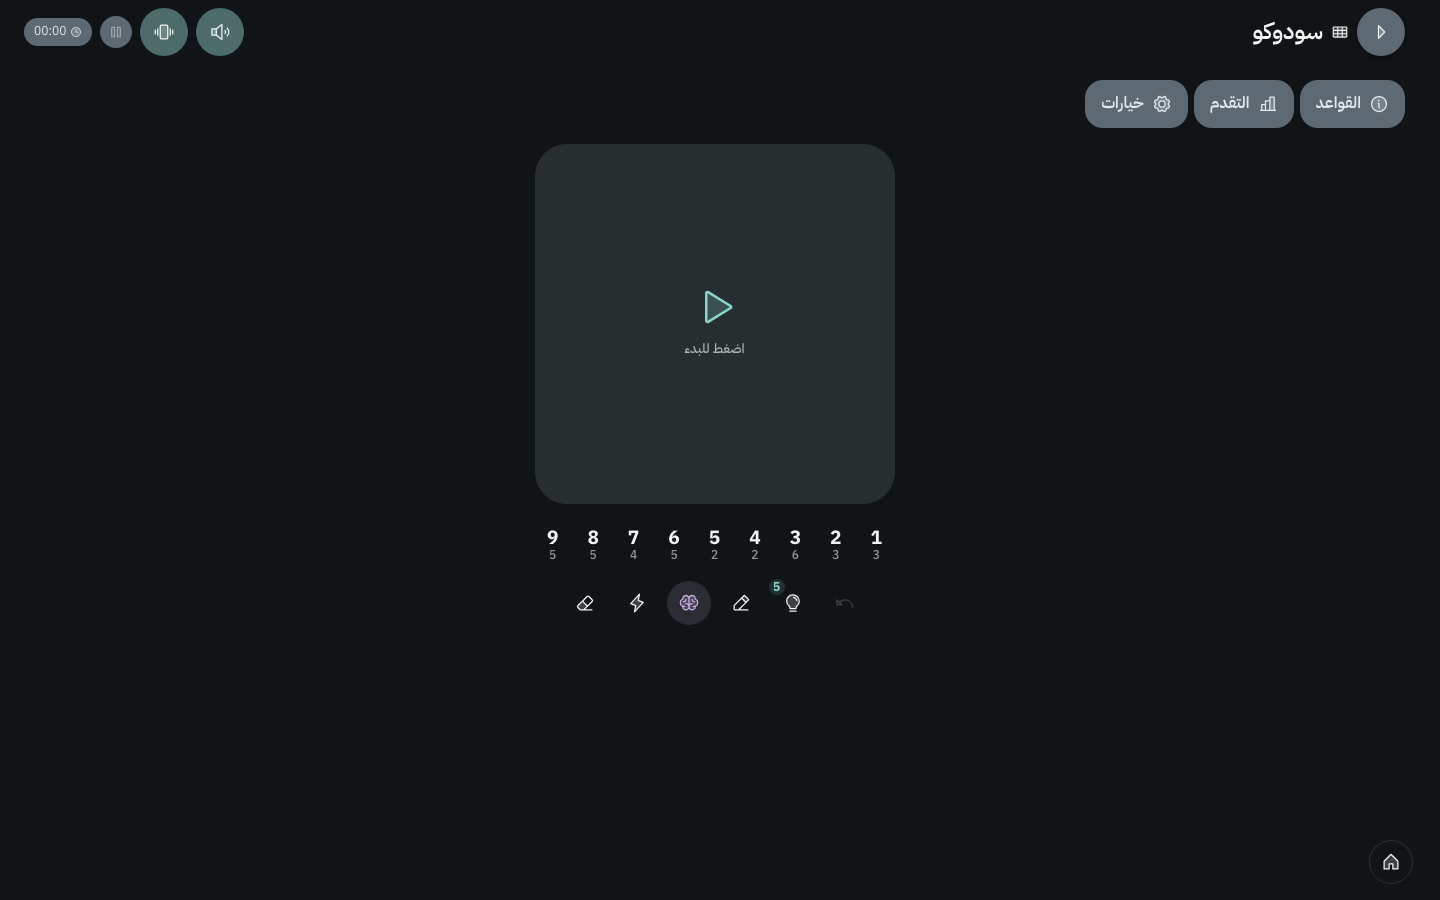 سودوكو
00:00
القواعد
التقدم
خيارات
اضغط للبدء
1 2 3 4 5 6 7 8 9
3 3 6 2 2 5 4 5 5
5